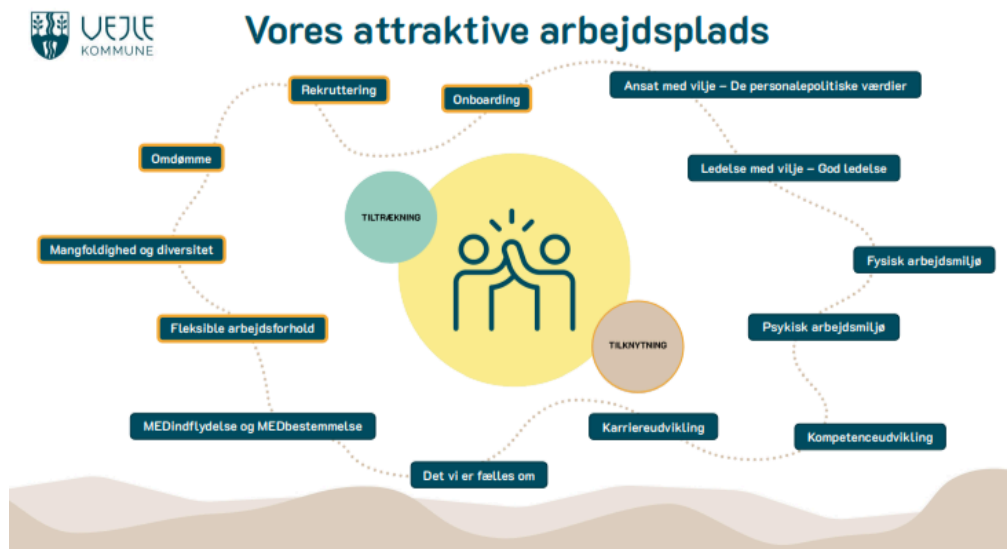 VEJLE
KOMMUNE
Vores attraktive arbejdsplads
Rekruttering
Onboarding
Ansat med vilje – De personalepolitiske værdier
Omdømme
Ledelse med vilje – God ledelse
TILTRÆKNING
Mangfoldighed og diversitet
Fysisk arbejdsmiljø
Fleksible arbejdsforhold
Psykisk arbejdsmiljø
TILKNYTNING
MEDindflydelse og MEDbestemmelse
Karriereudvikling
Kompetenceudvikling
Det vi er fælles om